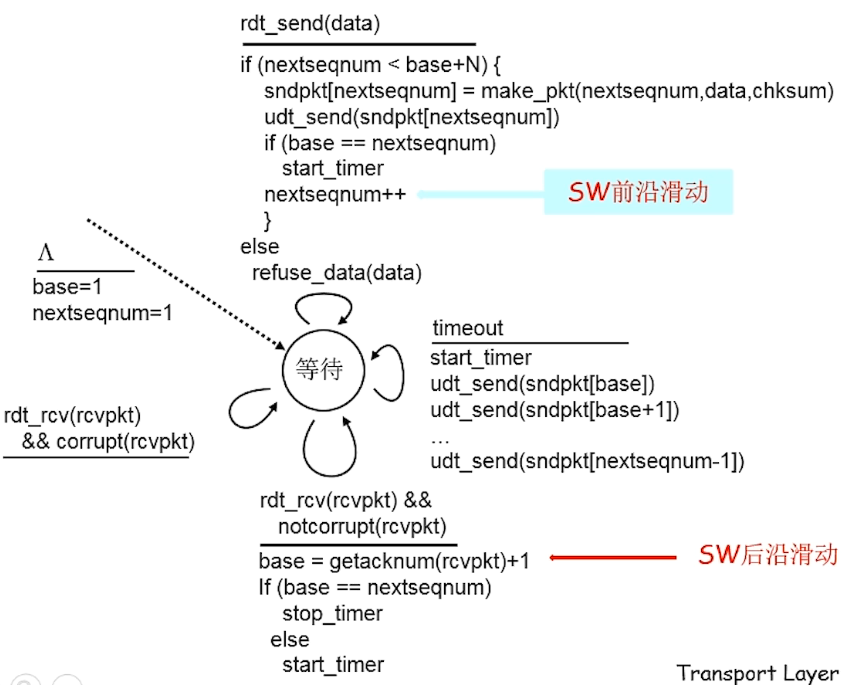 rdt_send(data)
if (nextseqnum < base+N) {
sndpkt[nextseqnum] = make_pkt(nextseqnum,data,chksum)
udt_send(sndpkt[nextseqnum])
if (base == nextseqnum)
start_timer
nextseqnum++
SW前沿滑动
}
else
refuse_data(data)
Λ
base=1
nextseqnum=1
等待
timeout
start_timer
udt_send(sndpkt[base])
udt_send(sndpkt[base+1])
…
udt_send(sndpkt[nextseqnum-1])
rdt_rcv(rcvpkt)
&& corrupt(rcvpkt)
rdt_rcv(rcvpkt) &&
notcorrupt(rcvpkt)
base = getacknum(rcvpkt)+1
SW后沿滑动
If (base == nextseqnum)
stop_timer
else
start_timer
Transport Layer